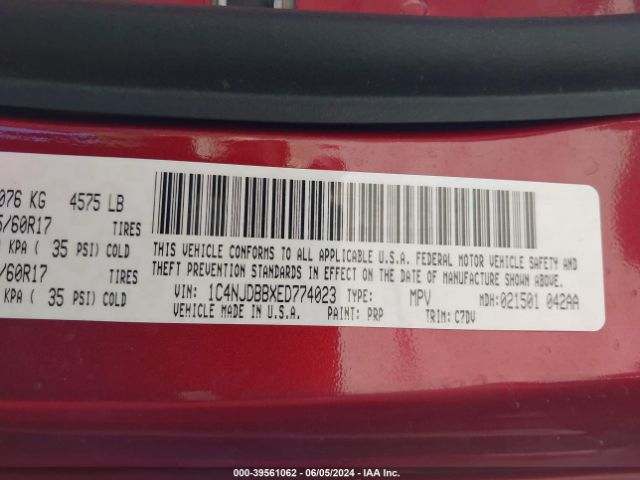 076 KG 4575 LB
/60R17 TIRES
KPA ( 35 PSI) COLD
/60R17 TIRES
KPA ( 35 PSI) COLD
THIS VEHICLE CONFORMS TO ALL APPLICABLE U.S.A. FEDERAL MOTOR VEHICLE SAFETY AND
THEFT PREVENTION STANDARDS IN EFFECT ON THE DATE OF MANUFACTURE SHOWN ABOVE.
VIN: 1C4NJDBBXED774023 TYPE: MPV MDH:021501 042AA
VEHICLE MADE IN U.S.A. PAINT: PRP TRIM: C7DV
000-39561062 - 06/05/2024 - IAA Inc.